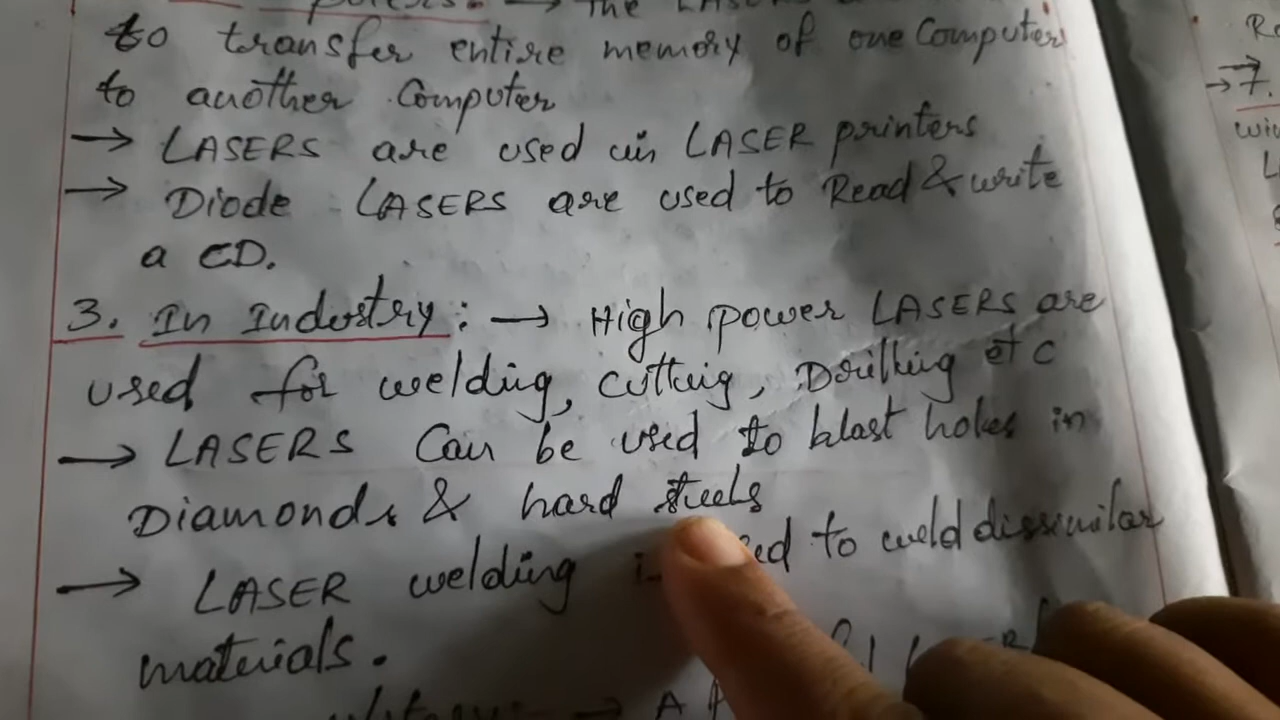 → The
to transfer entire memory of one Computer
to another Computer
→ LASERS are used in LASER printers
→ Diode LASERS are used to Read & write
a CD.
3. In Industry: → High power LASERS are
used for welding, cutting, Drilling etc
→ LASERS Can be used to blast holes in
Diamonds & hard steels
→ LASER welding to weld dissimilar
materials.
→ A
→ 7.